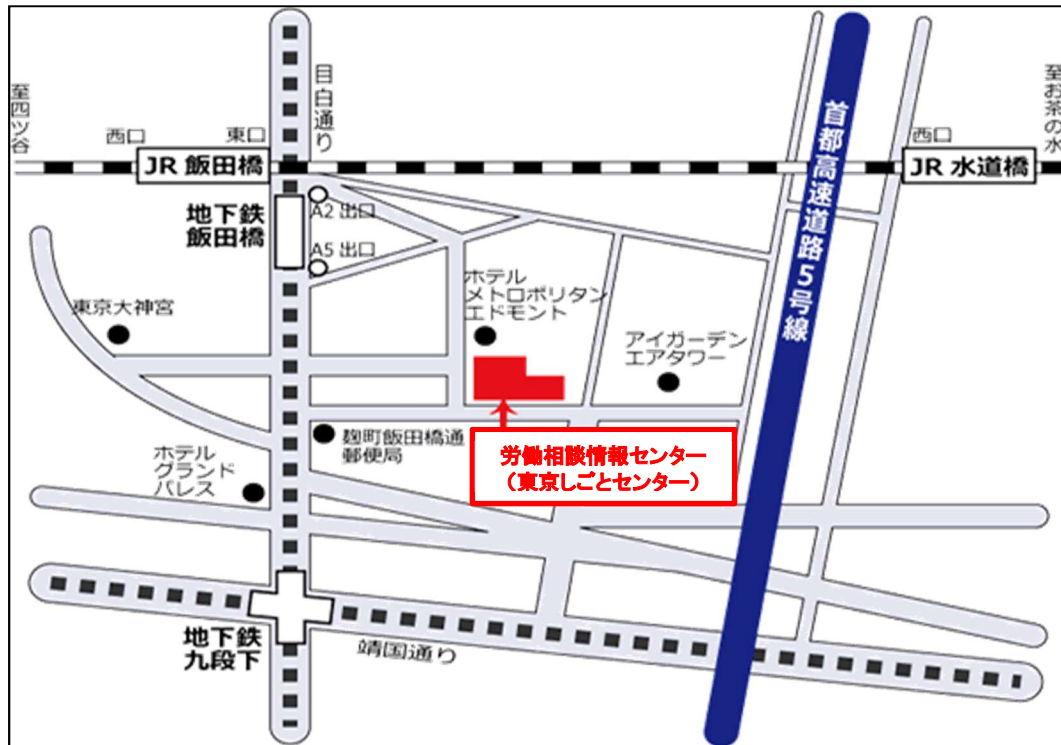 至四ツ谷
西口
東口
目白通り
首都高速道路5号線
西口
至お茶の水
JR 飯田橋
JR 水道橋
地下鉄
飯田橋
A2 出口
A5 出口
東京大神宮
ホテル
メトロポリタン
エドモント
アイガーデン
エアタワー
麹町飯田橋通
郵便局
労働相談情報センター
（東京しごとセンター）
ホテル
グランド
パレス
地下鉄
九段下
靖国通り